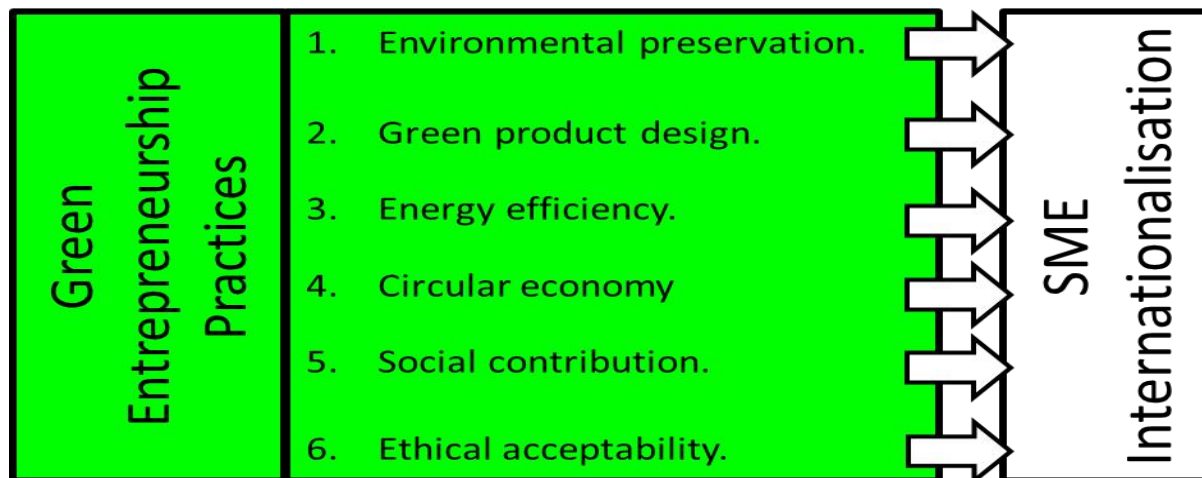 Green
Entrepreneurship
Practices
1. Environmental preservation.
2. Green product design.
3. Energy efficiency.
4. Circular economy
5. Social contribution.
6. Ethical acceptability.
SME
Internationalisation